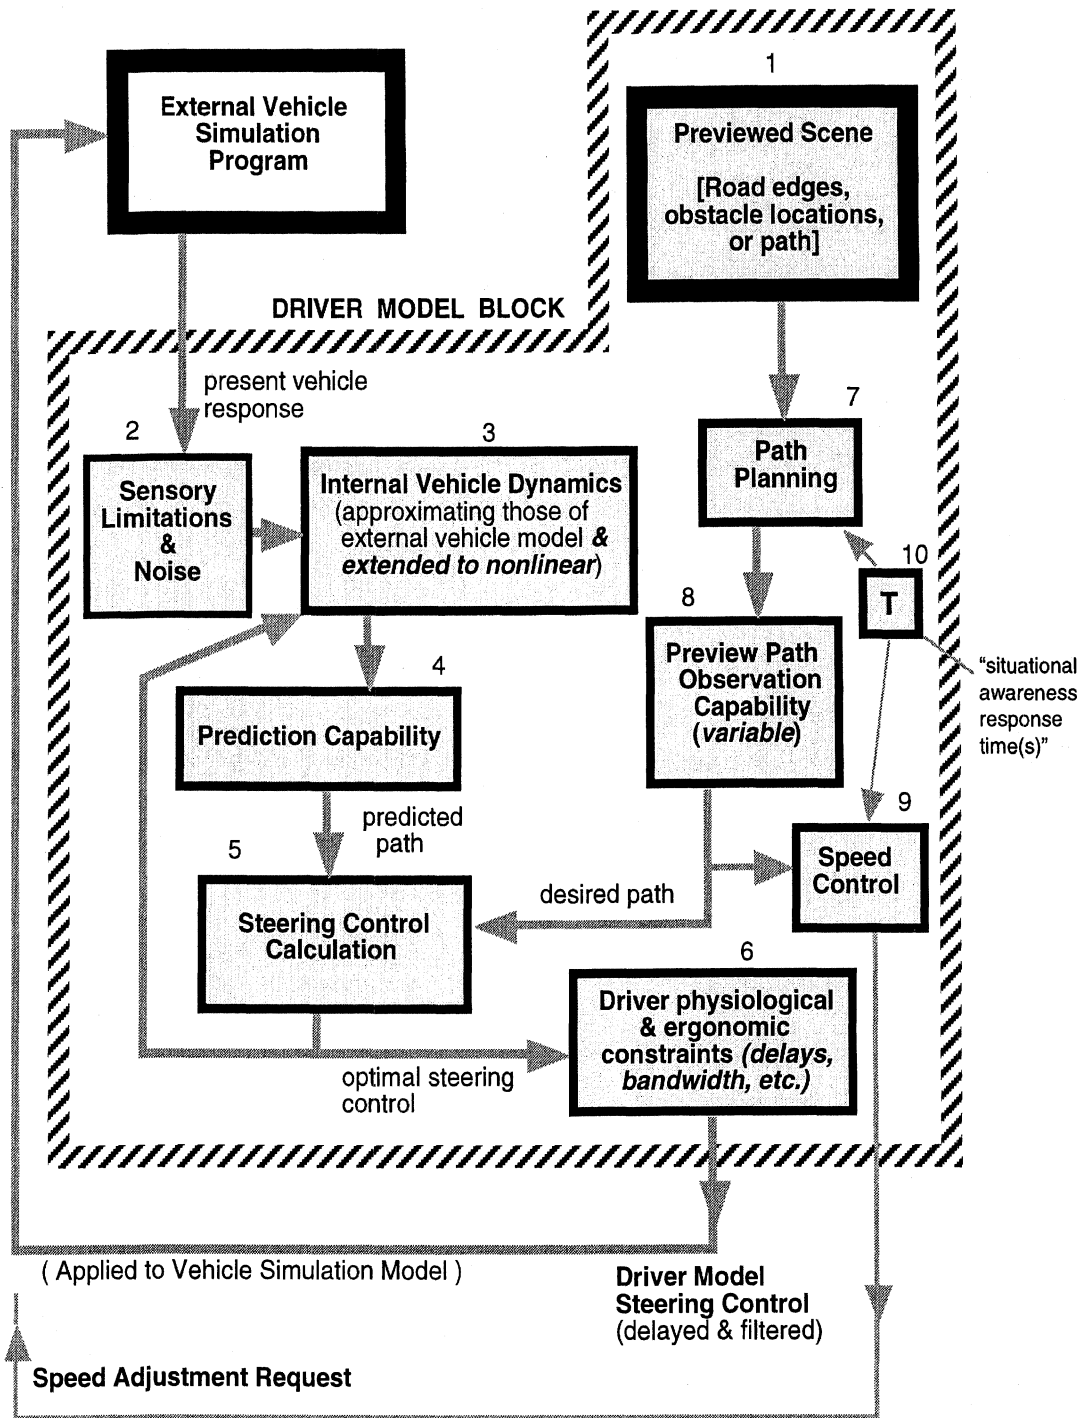 External Vehicle
Simulation
Program
1
Previewed Scene
[Road edges,
obstacle locations,
or path]
DRIVER MODEL BLOCK
present vehicle
response
2
Sensory
Limitations
&
Noise
3
Internal Vehicle Dynamics
(approximating those of
external vehicle model &
extended to nonlinear)
7
Path
Planning
10
T
"situational
awareness
response
time(s)"
8
Preview Path
Observation
Capability
(variable)
4
Prediction Capability
predicted
path
5
Steering Control
Calculation
desired path
9
Speed
Control
6
Driver physiological
& ergonomic
constraints (delays,
bandwidth, etc.)
optimal steering
control
( Applied to Vehicle Simulation Model )
Driver Model
Steering Control
(delayed & filtered)
Speed Adjustment Request